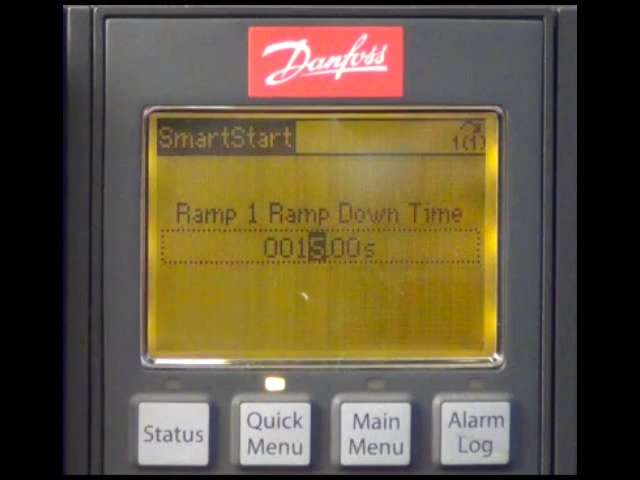 Danfoss
SmartStart
1(1)
Ramp 1 Ramp Down Time
0015.00s
Status
Quick Menu
Main Menu
Alarm Log